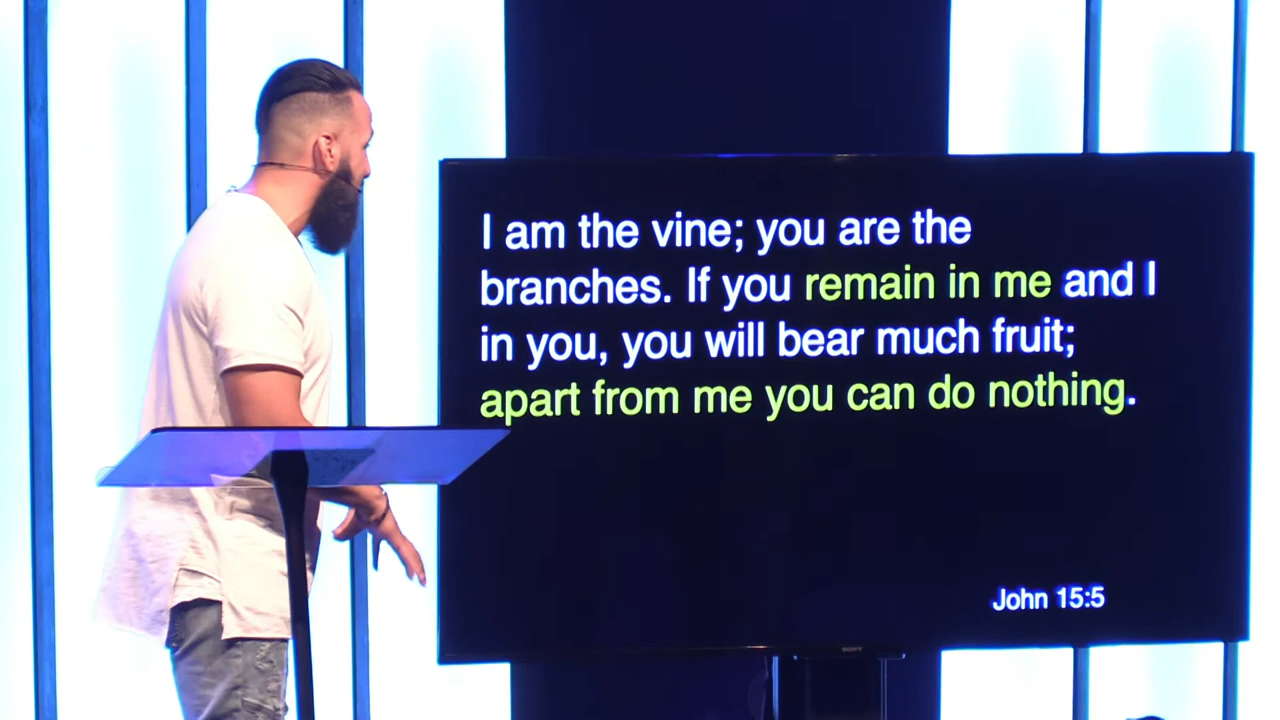 I am the vine; you are the
branches. If you remain in me and I
in you, you will bear much fruit;
apart from me you can do nothing.
John 15:5
SONY